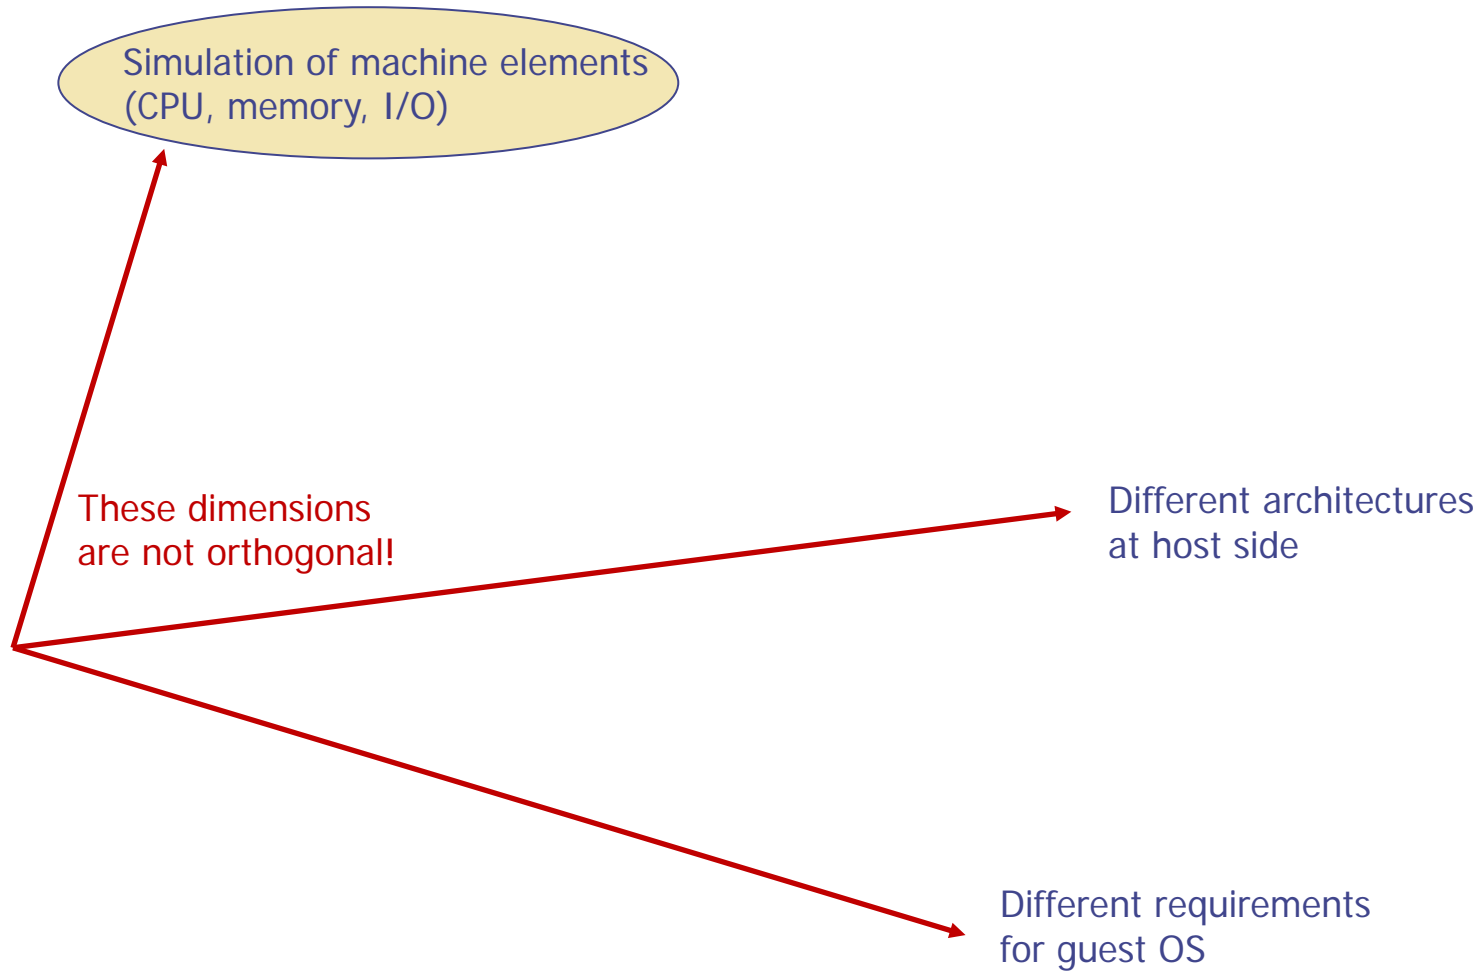 Simulation of machine elements
(CPU, memory, I/O)
These dimensions
are not orthogonal!
Different architectures
at host side
Different requirements
for guest OS